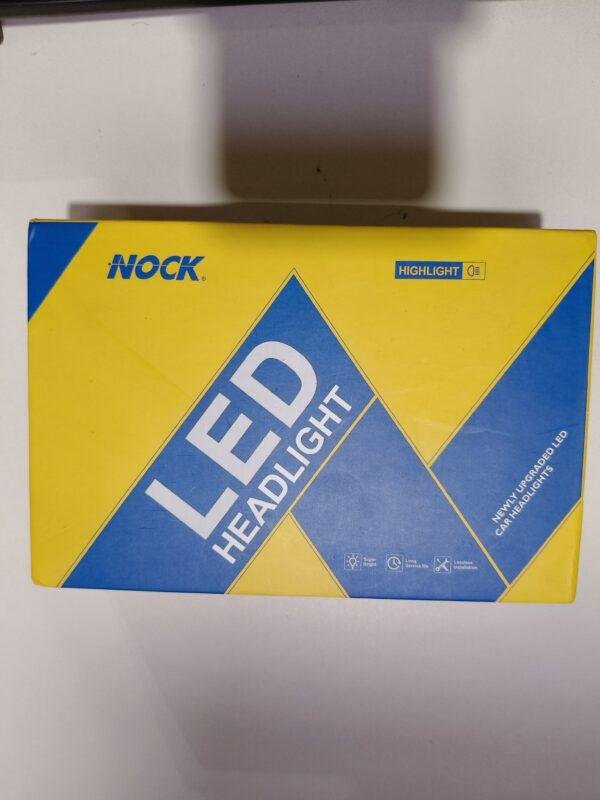 NOCK®
HIGHLIGHT
LED
HEADLIGHT
NEWLY UPGRADED LED
CAR HEADLIGHTS
Super
Bright
Long
Service life
Lossless
Installation